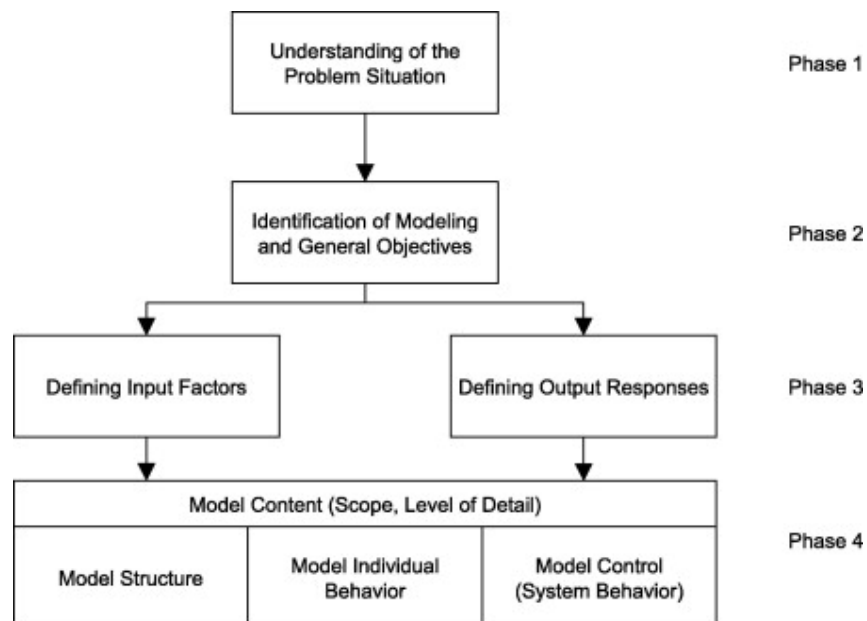 Understanding of the
Problem Situation
Phase 1
Identification of Modeling
and General Objectives
Phase 2
Defining Input Factors
Defining Output Responses
Phase 3
Model Content (Scope, Level of Detail)
Model Structure
Model Individual
Behavior
Model Control
(System Behavior)
Phase 4